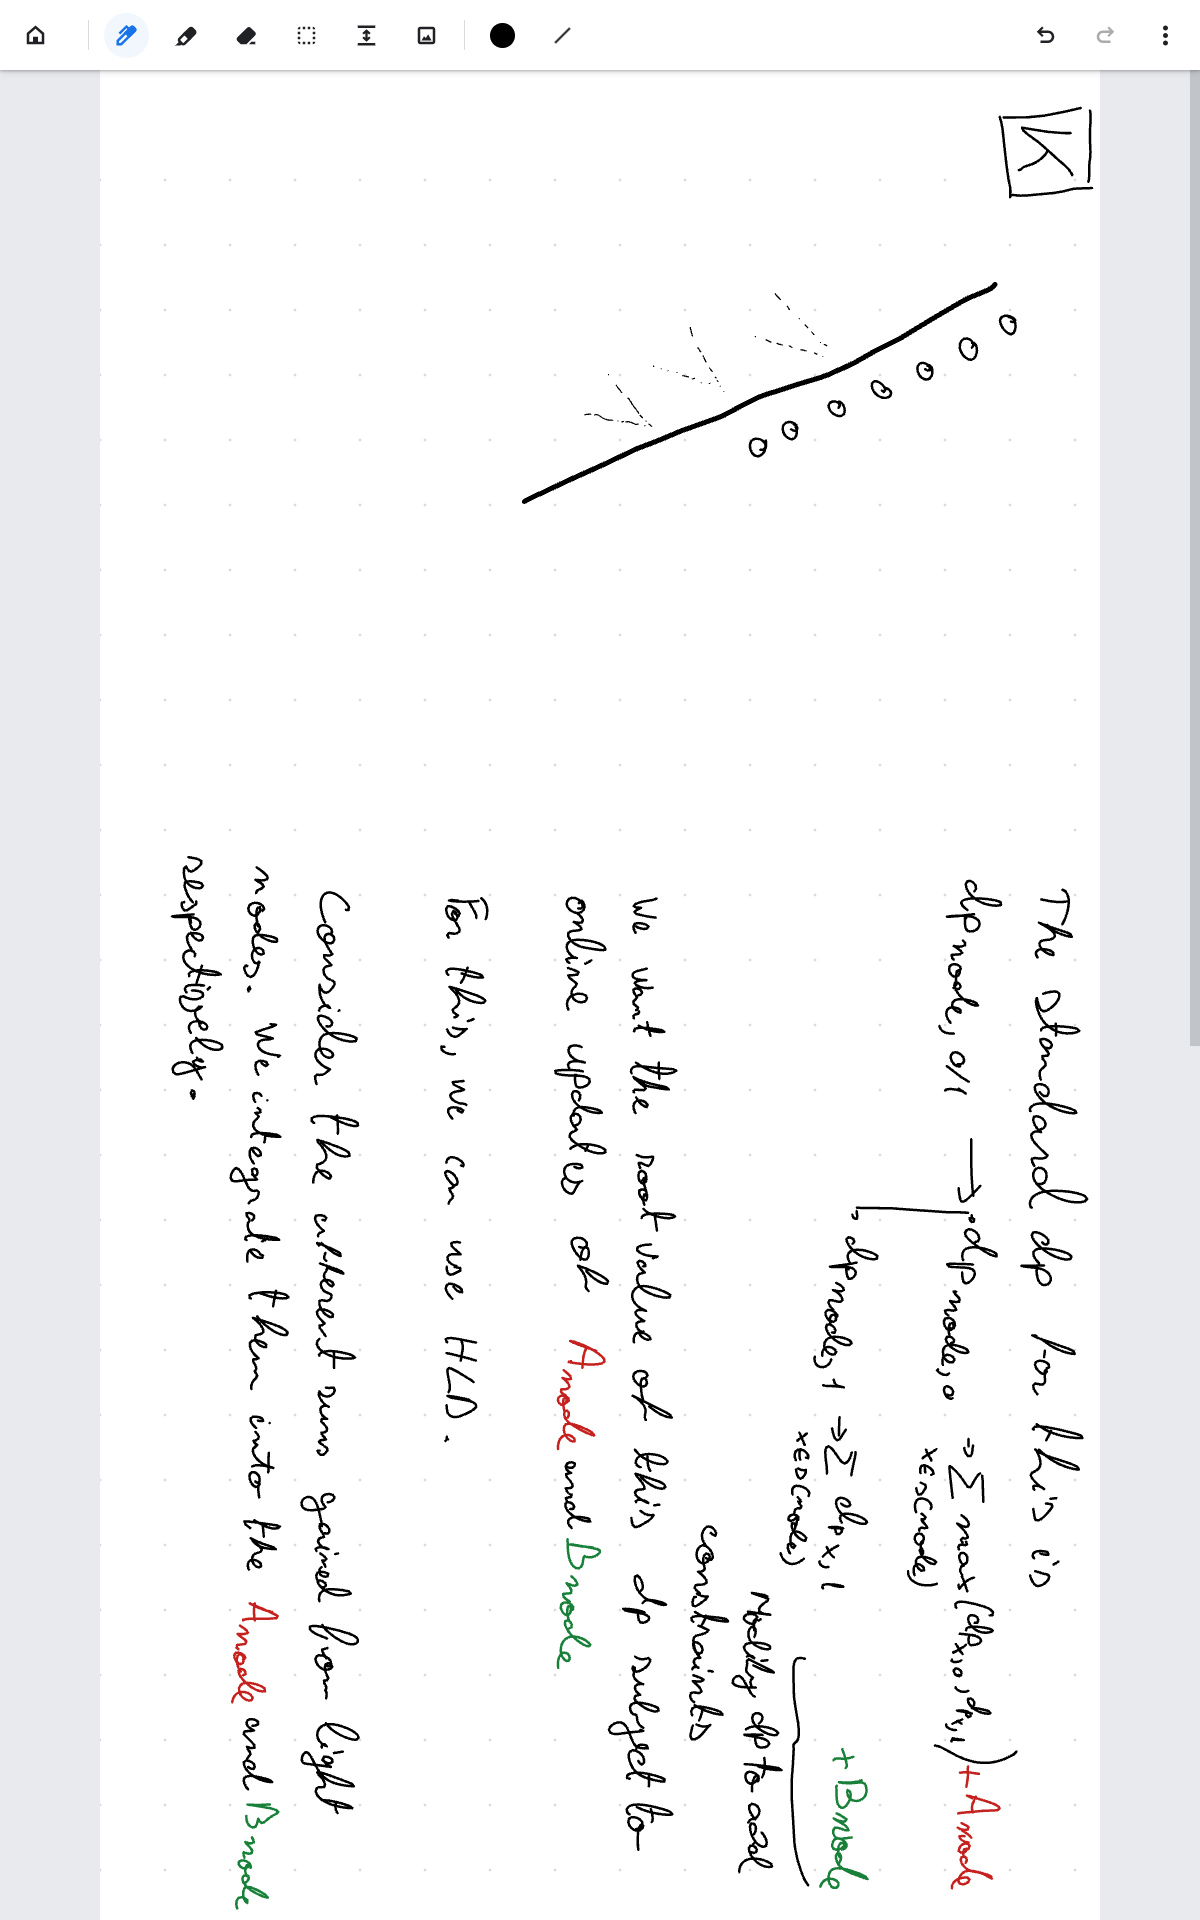 K
The standard dp for this is
dp node, 0/1 → · dp node, 0 → ∑ x∈D(node) max(dp x,0, dp x,1) + A node
· dp node, 1 → ∑ x∈D(node) dp x, 1 + B node
Modify dp to add
constraints
We want the root value of this dp subject to
online updates of A node and B node
For this, we can use HLD.
Consider the different sums gained from light
nodes. We integrate them into the A node and B node
respectively.